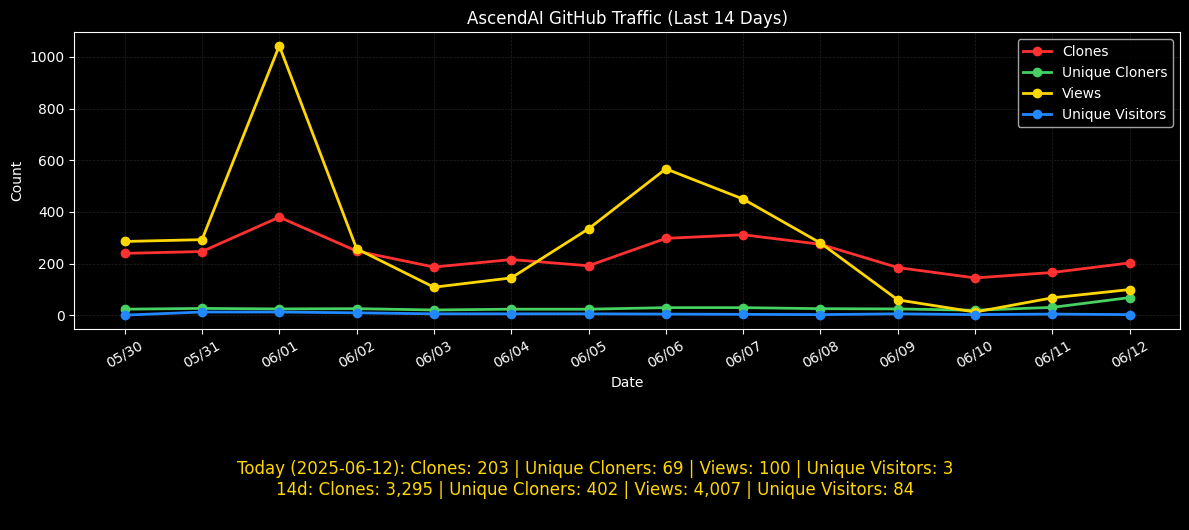 AscendAI GitHub Traffic (Last 14 Days)
Clones
Unique Cloners
Views
Unique Visitors
Count
1000
800
600
400
200
0
05/30
05/31
06/01
06/02
06/03
06/04
06/05
06/06
06/07
06/08
06/09
06/10
06/11
06/12
Date
Today (2025-06-12): Clones: 203 | Unique Cloners: 69 | Views: 100 | Unique Visitors: 3
14d: Clones: 3,295 | Unique Cloners: 402 | Views: 4,007 | Unique Visitors: 84